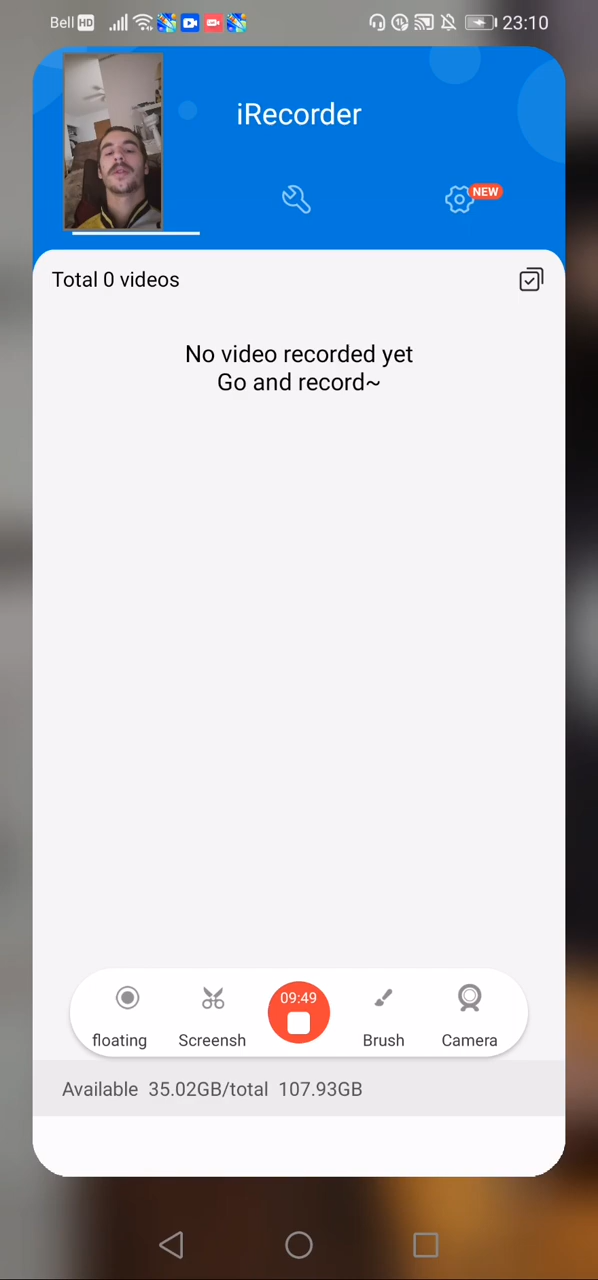 Bell HD 23:10
iRecorder
NEW
Total 0 videos
No video recorded yet
Go and record~
09:49
floating Screensh Brush Camera
Available 35.02GB/total 107.93GB